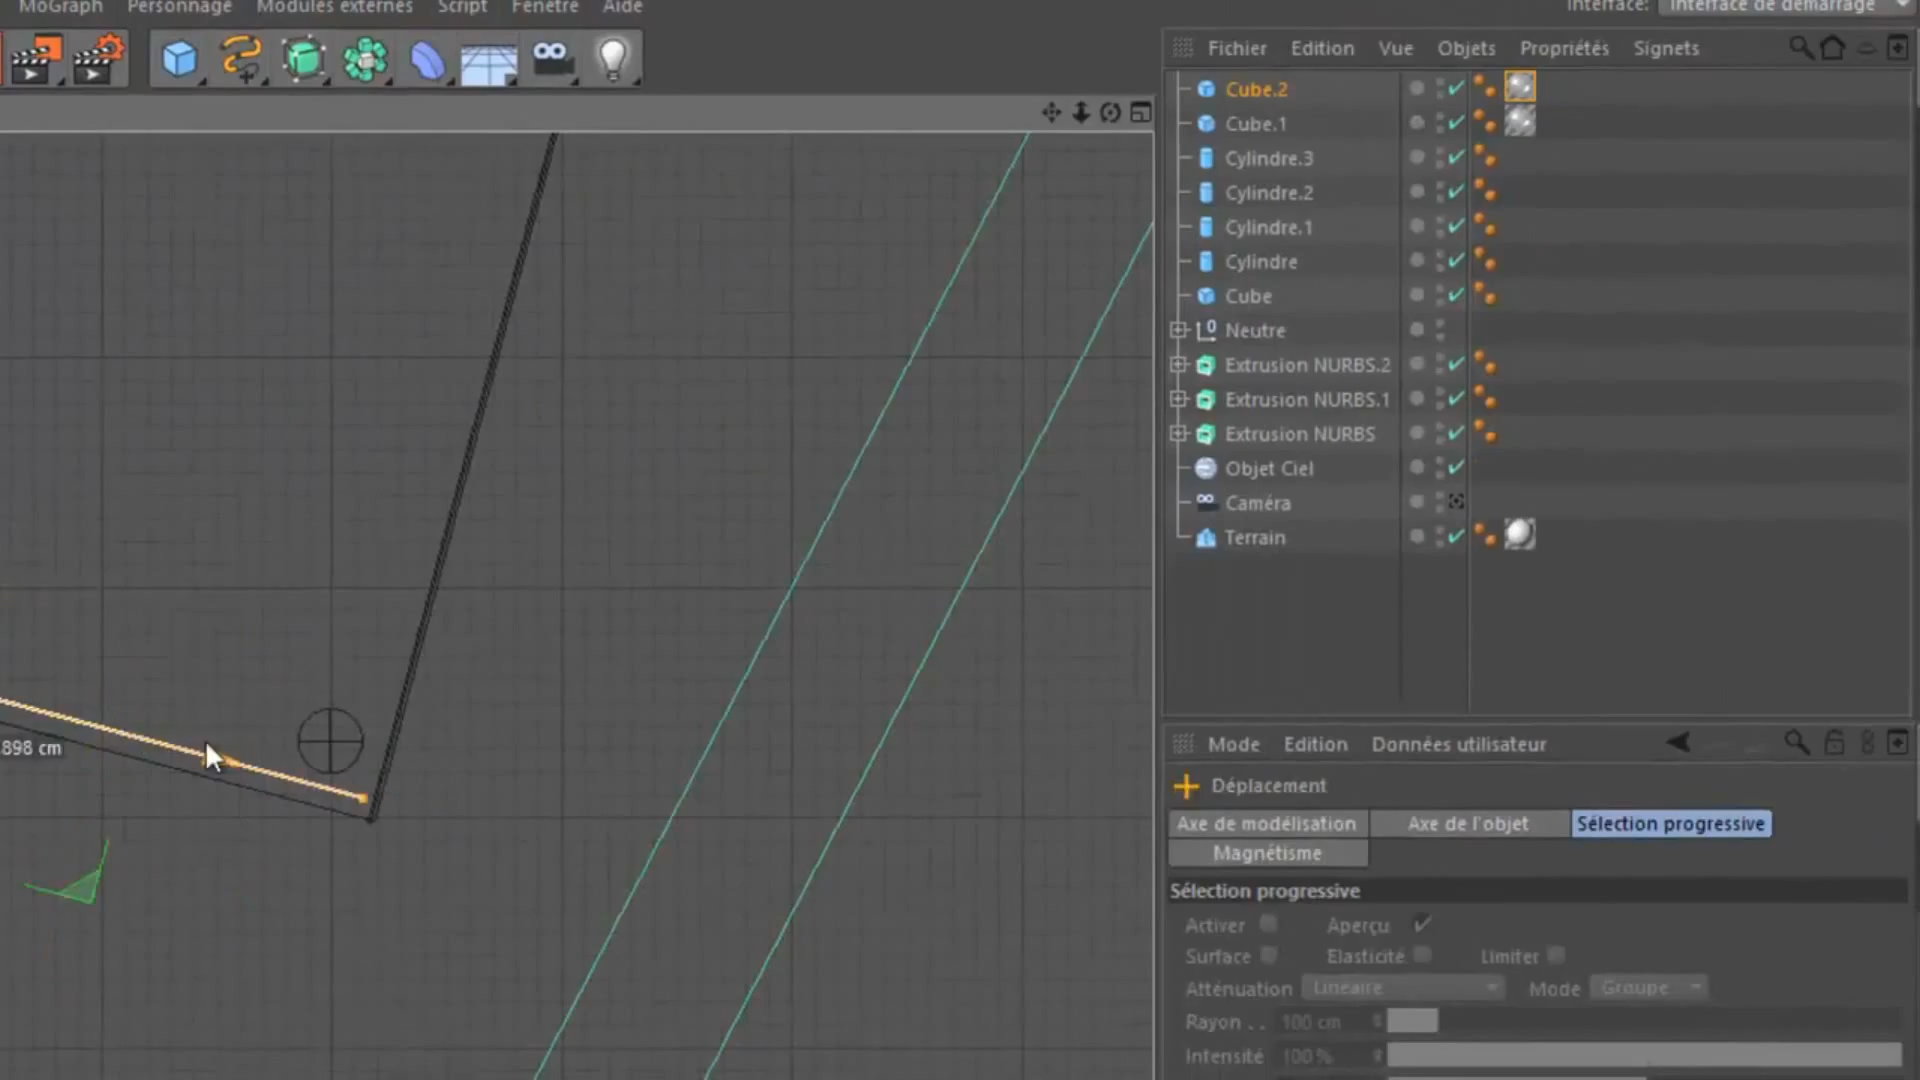 MoGraph Personnage Modules externes Script Fenêtre Aide
Interface: Interface de démarrage
Fichier Edition Vue Objets Propriétés Signets
Cube.2
Cube.1
Cylindre.3
Cylindre.2
Cylindre.1
Cylindre
Cube
Neutre
Extrusion NURBS.2
Extrusion NURBS.1
Extrusion NURBS
Objet Ciel
Caméra
Terrain
898 cm
Mode Edition Données utilisateur
Déplacement
Axe de modélisation Axe de l'objet Sélection progressive
Magnétisme
Sélection progressive
Activer Aperçu
Surface Elasticité Limiter
Atténuation Linéaire Mode Groupe
Rayon . . 100 cm
Intensité 100 %